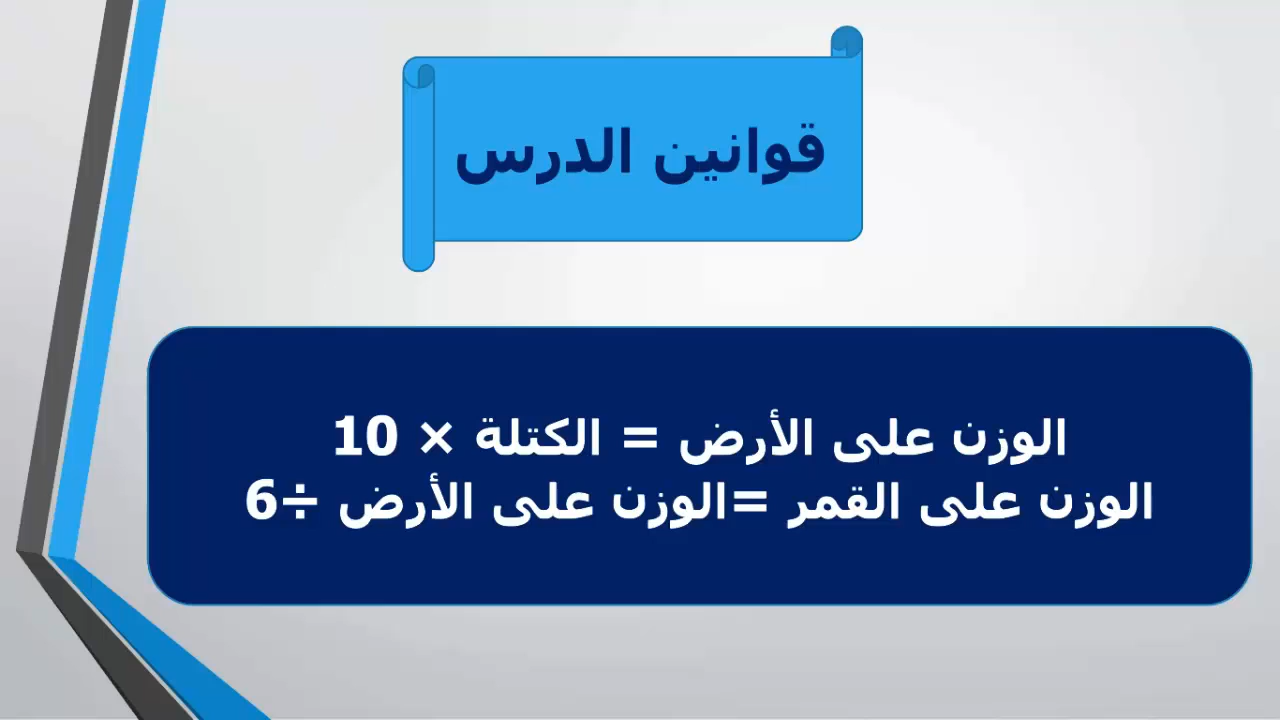 قوانين الدرس
الوزن على الأرض = الكتلة × 10
الوزن على القمر =الوزن على الأرض ÷6